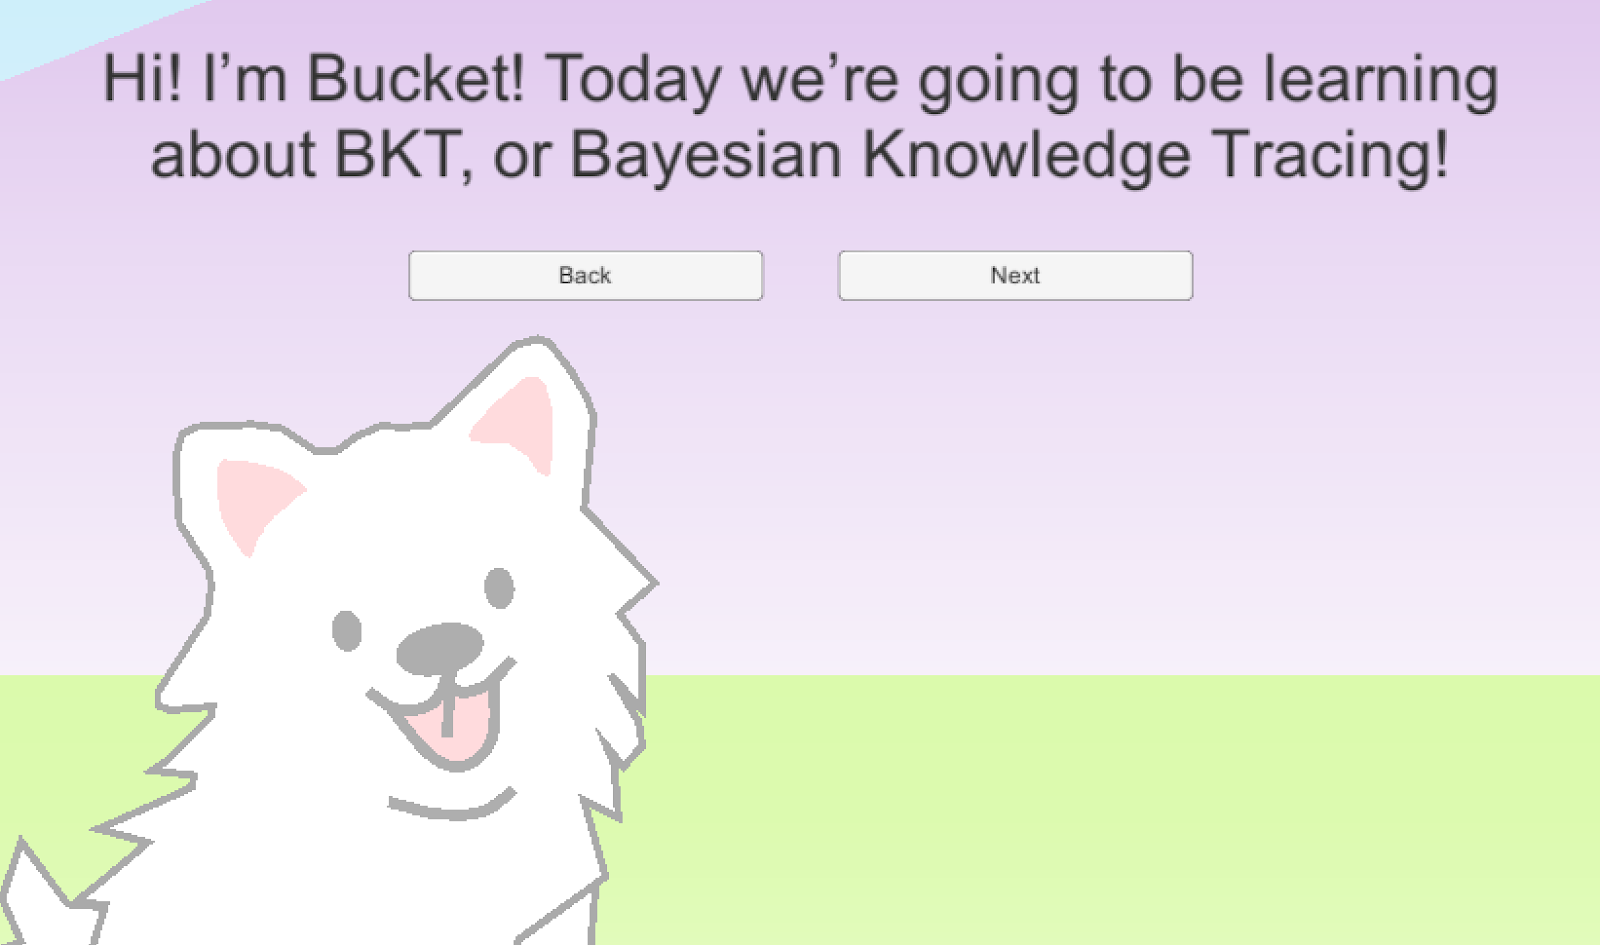 Hi! I’m Bucket! Today we’re going to be learning
about BKT, or Bayesian Knowledge Tracing!
Back
Next